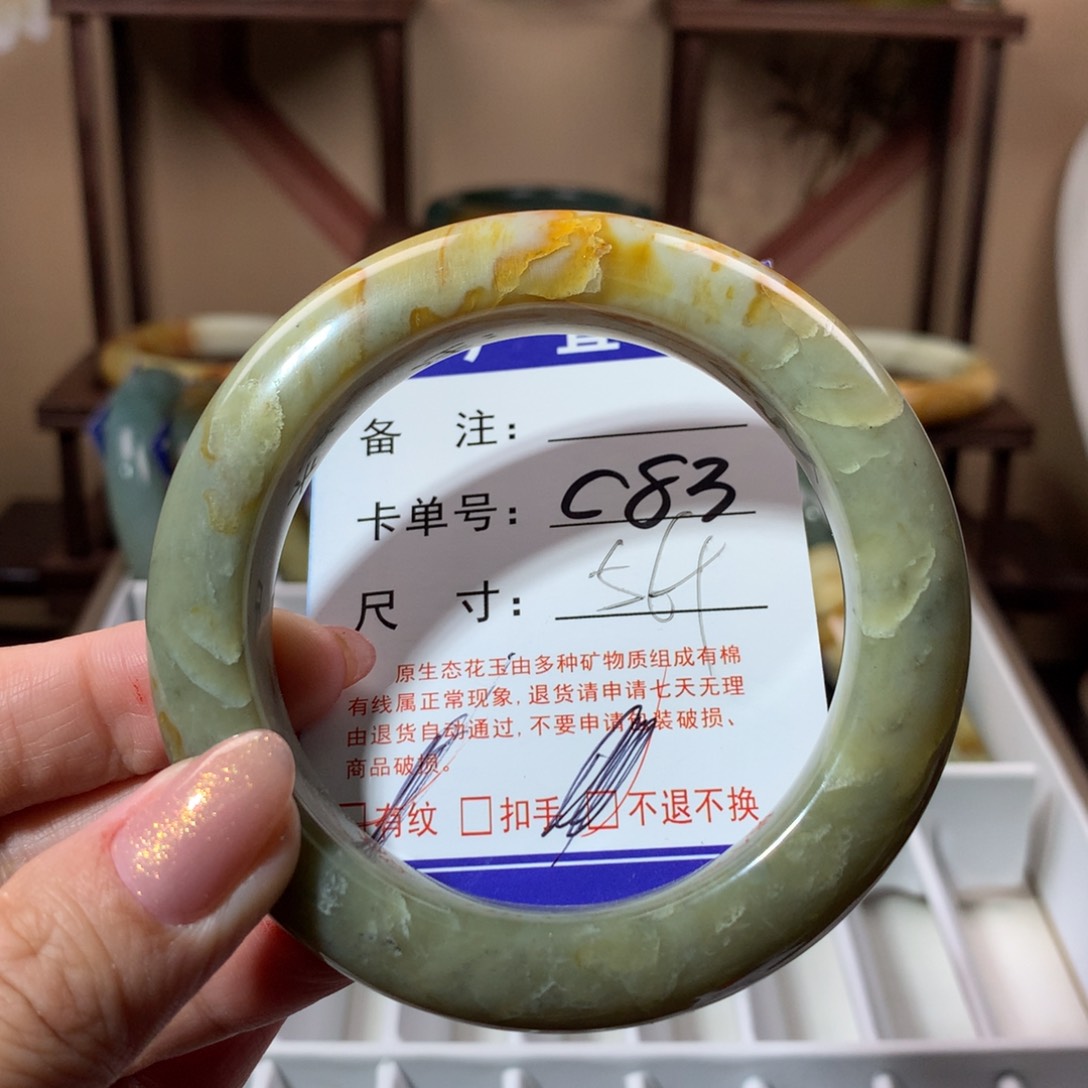 备 注:
卡单号: C83
尺 寸: 564
原生态花玉由多种矿物质组成有棉
有线属正常现象, 退货请申请七天无理
由退货自动通过, 不要申请包装破损、
商品破损。
□有纹 □扣手 □不退不换